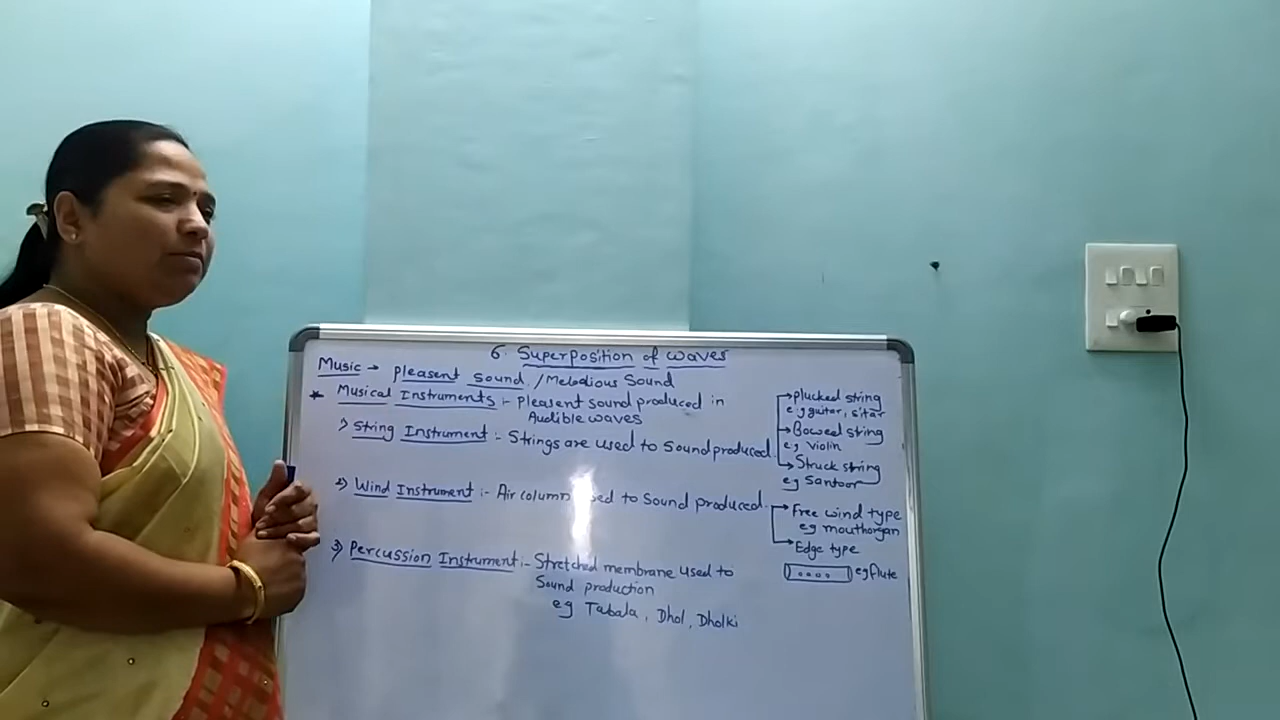 6. Superposition of waves
Music → pleasent sound /Melodious Sound
* Musical Instruments :- Pleasent sound produced in
Audible waves
1) String Instrument :- Strings are used to Sound produced
→ plucked string
eg guitar, sitar
→ Bowed string
eg violin
→ Struck string
eg Santoor
2) Wind Instrument :- Air column used to Sound produced.
→ Free wind type
eg mouthorgan
→ Edge type
eg flute
3) Percussion Instrument :- Stretched membrane used to
Sound production
eg Tabala, Dhol, Dholki